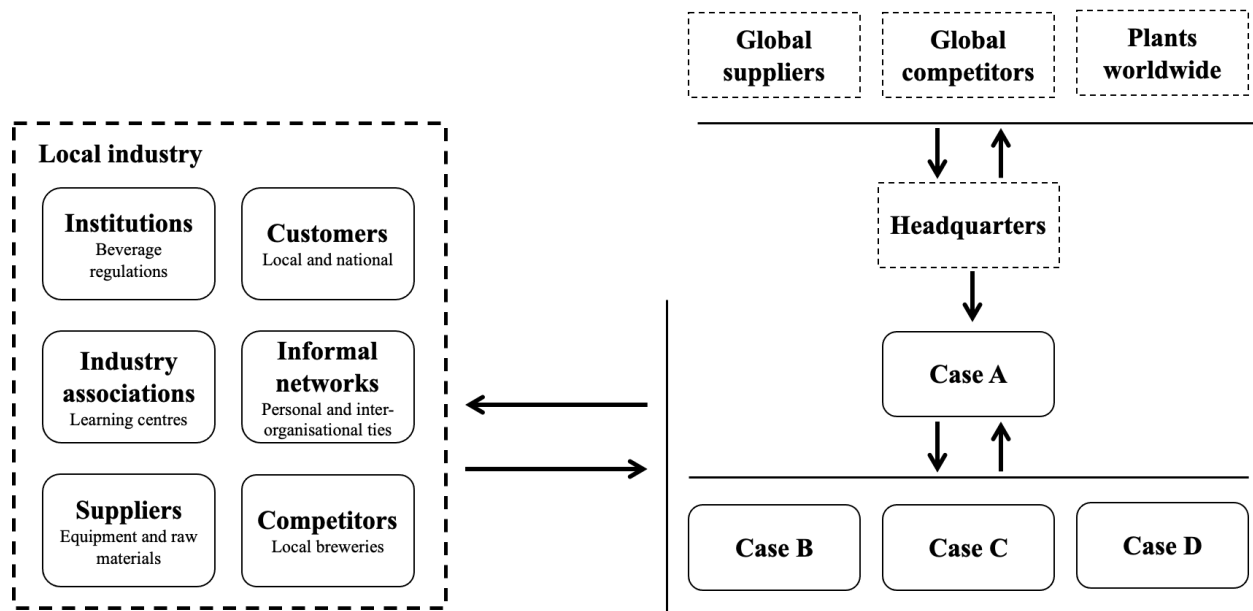 Local industry
Institutions
Beverage
regulations
Customers
Local and national
Industry
associations
Learning centres
Informal
networks
Personal and inter-
organisational ties
Suppliers
Equipment and raw
materials
Competitors
Local breweries
Global
suppliers
Global
competitors
Plants
worldwide
Headquarters
Case A
Case B
Case C
Case D